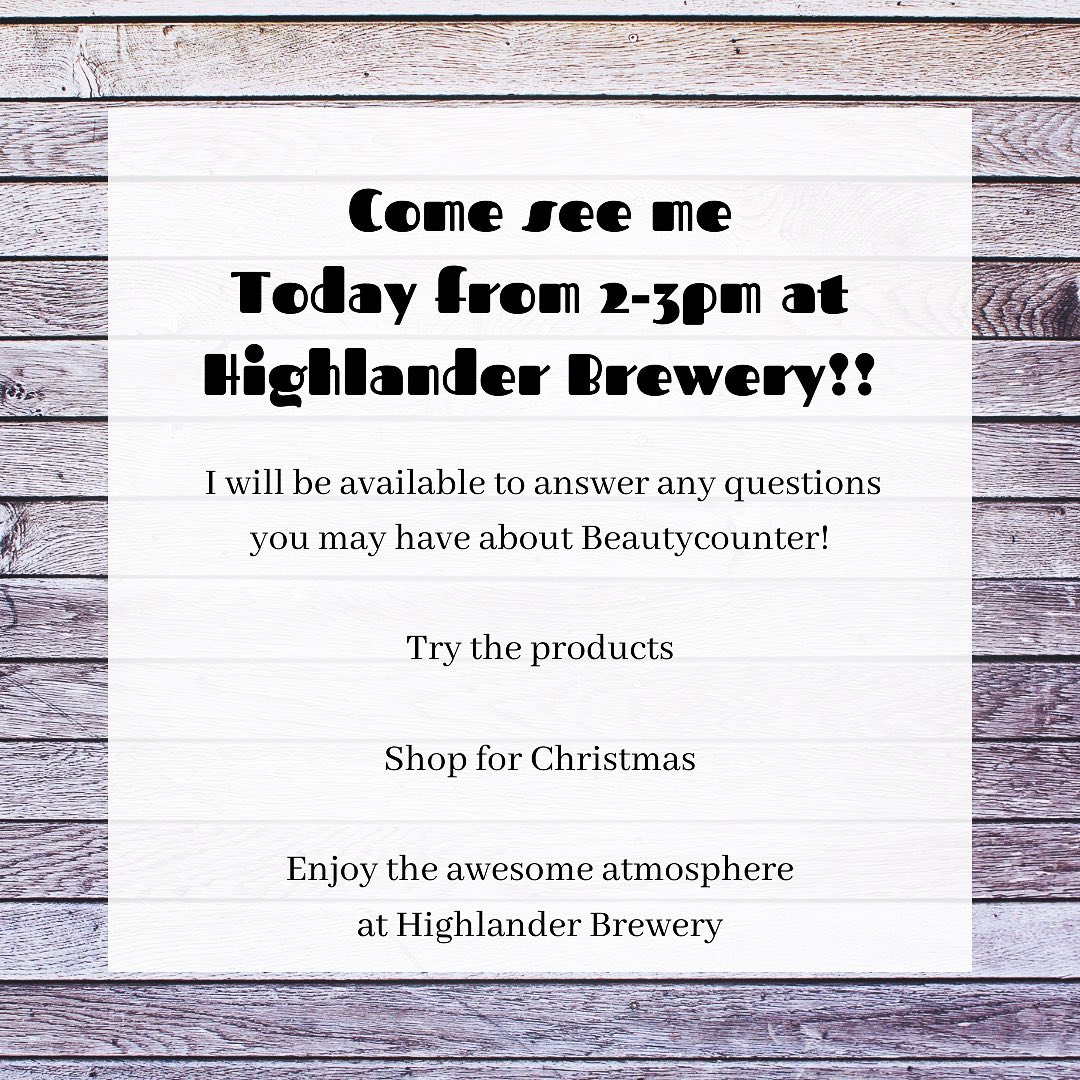 Come see me
Today from 2-3pm at
Highlander Brewery!!
I will be available to answer any questions
you may have about Beautycounter!
Try the products
Shop for Christmas
Enjoy the awesome atmosphere
at Highlander Brewery